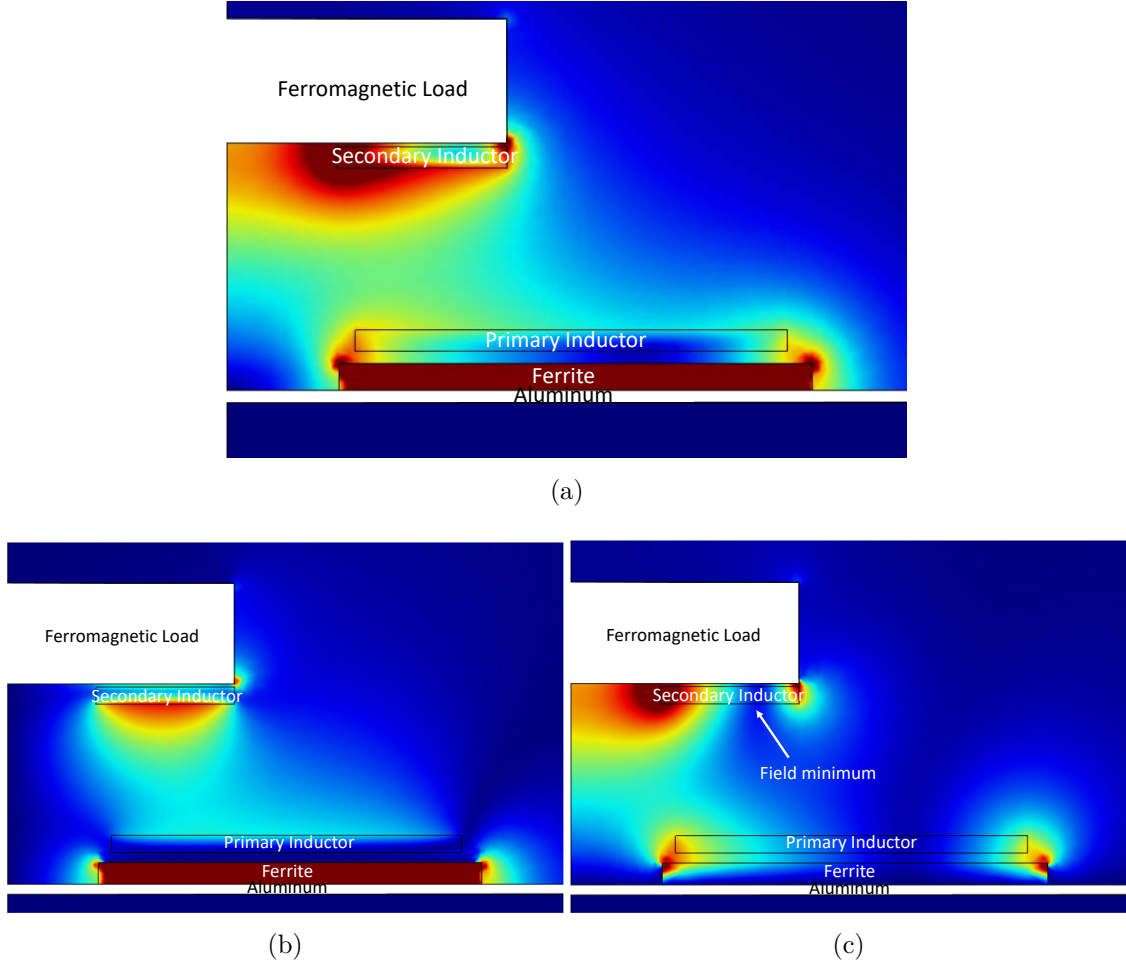 Ferromagnetic Load
Secondary Inductor
Primary Inductor
Ferrite
Aluminum
(a)
Ferromagnetic Load
Secondary Inductor
Primary Inductor
Ferrite
Aluminum
(b)
Ferromagnetic Load
Secondary Inductor
Field minimum
Primary Inductor
Ferrite
Aluminum
(c)